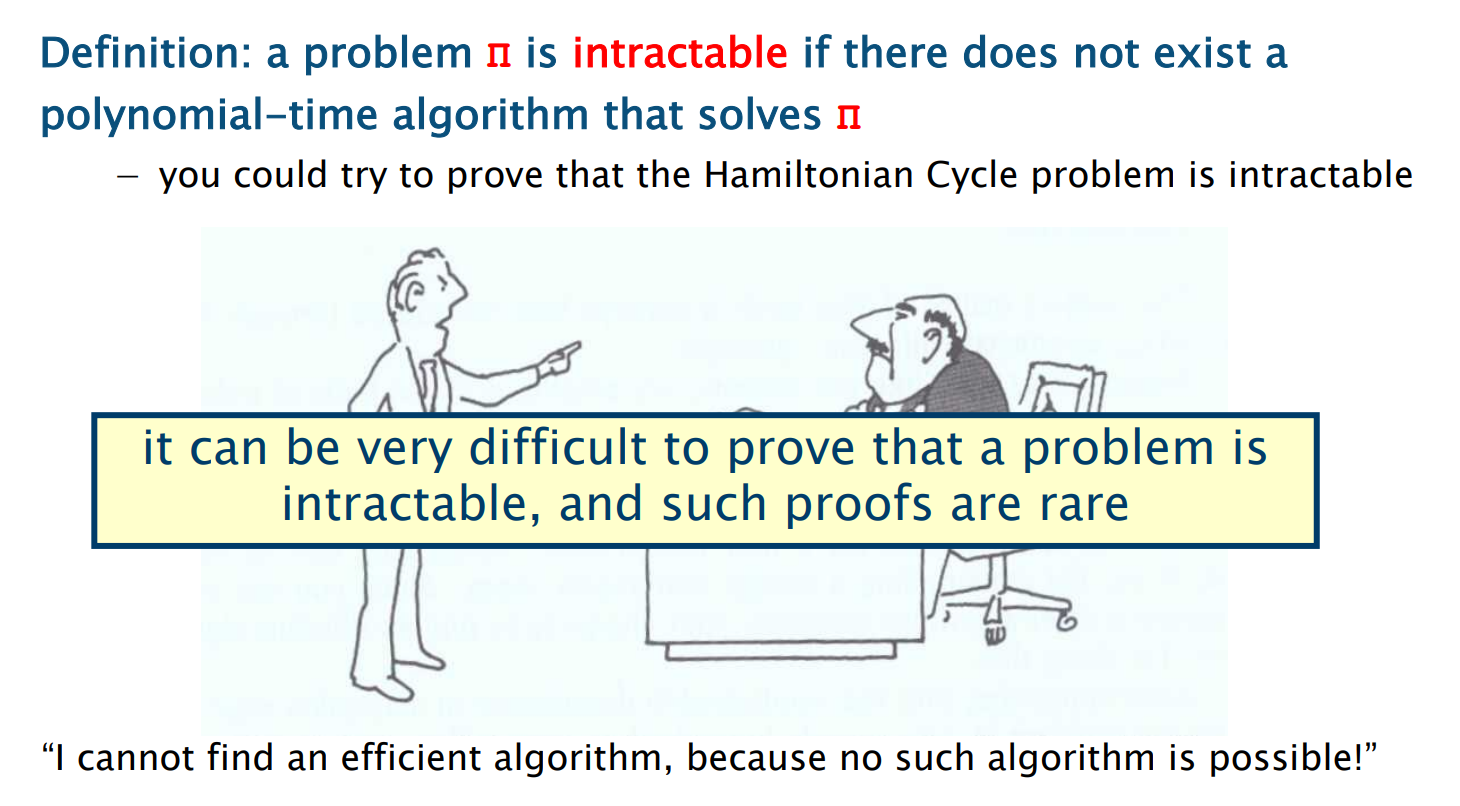 Definition: a problem π is intractable if there does not exist a
polynomial-time algorithm that solves π
– you could try to prove that the Hamiltonian Cycle problem is intractable
it can be very difficult to prove that a problem is
intractable, and such proofs are rare
“I cannot find an efficient algorithm, because no such algorithm is possible!”